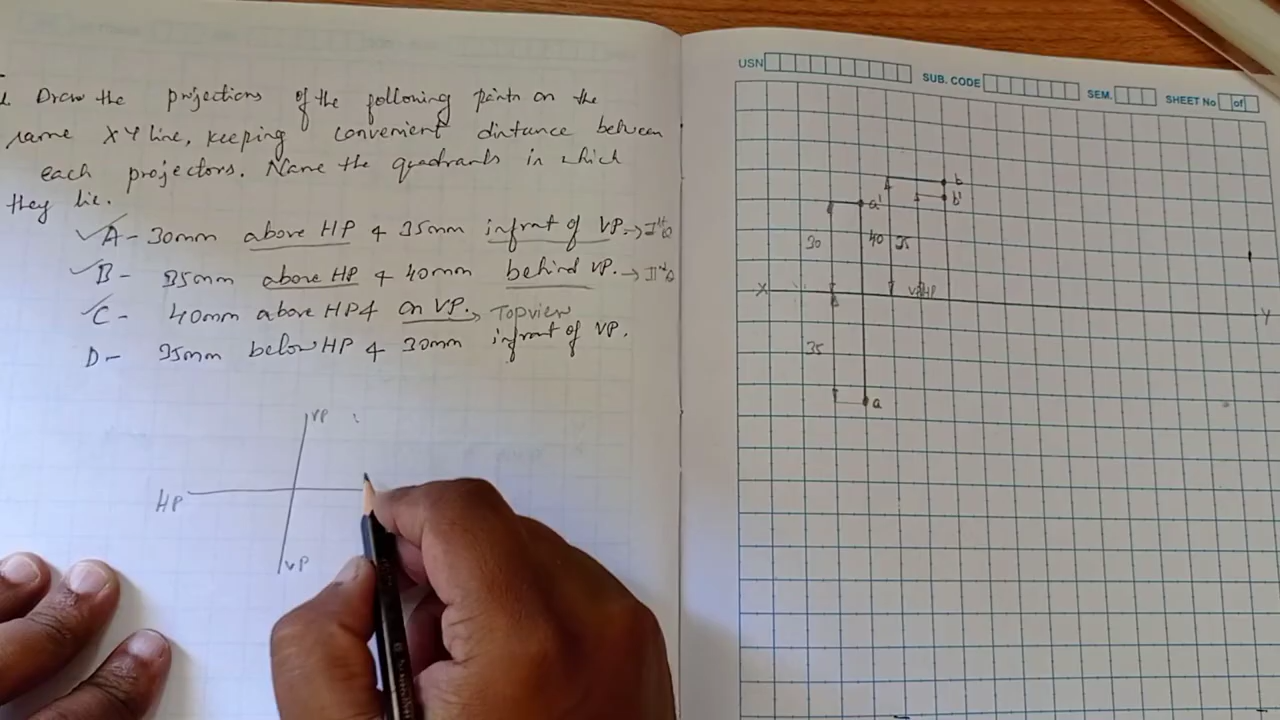 Draw the projections of the following points on the
same XY line, keeping convenient distance between
each projectors. Name the quadrants in which
they lie.
A- 30mm above HP & 35mm infront of VP. → IstQ
B- 35mm above HP & 40mm behind VP. → IIndQ
C- 40mm above HP & on VP. Topview
D- 35mm below HP & 30mm infront of VP.
VP
HP
VP
USN SUB. CODE SEM. SHEET No of
b
a' b'
30 40 35
X VP HP
Y
35
a